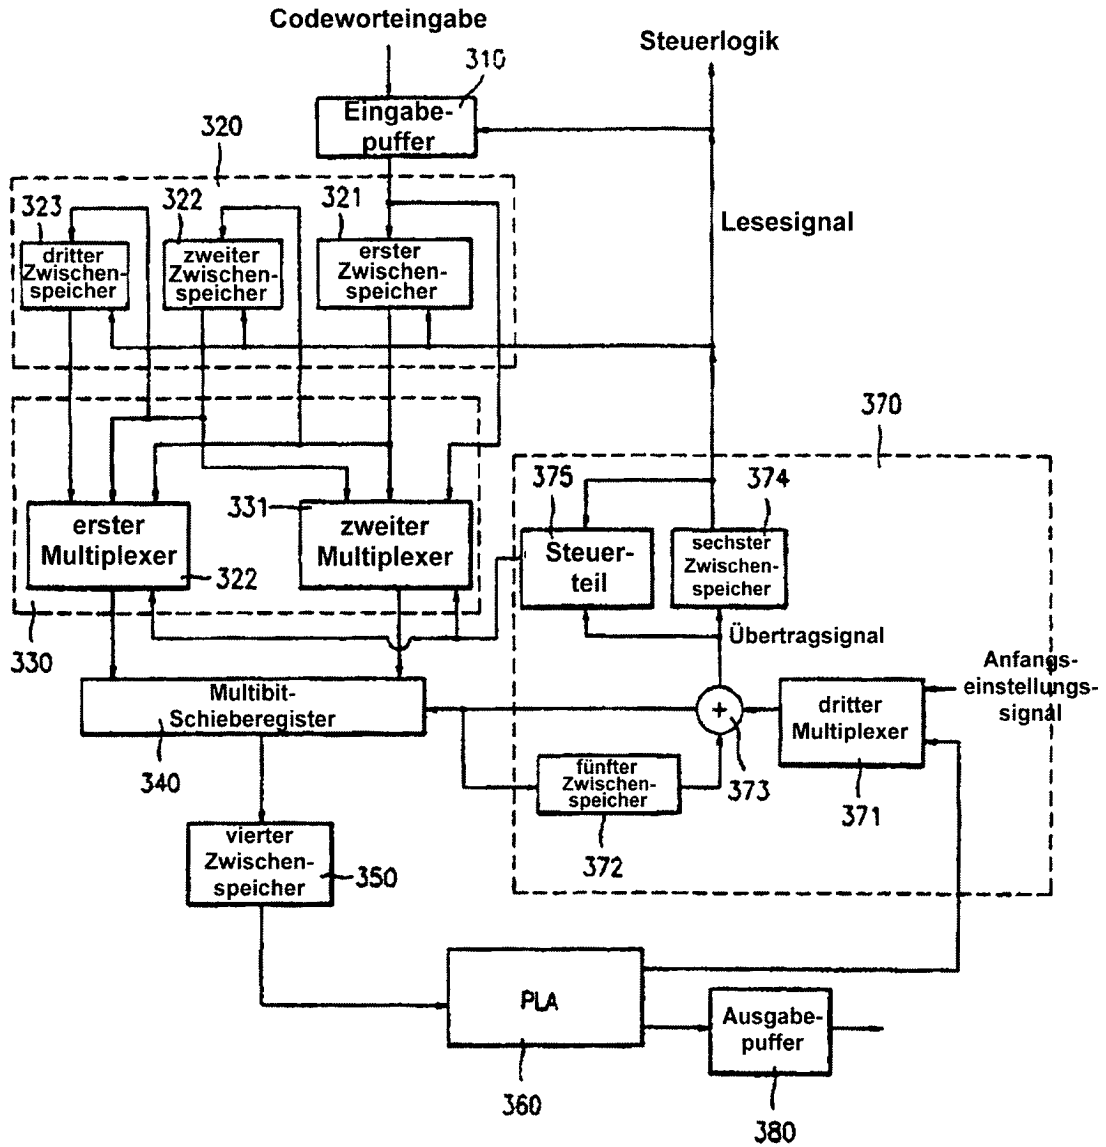 Codeworteingabe
Steuerlogik
310
Eingabe-
puffer
320
323
322
321
Lesesignal
dritter
Zwischen-
speicher
zweiter
Zwischen-
speicher
erster
Zwischen-
speicher
370
375
374
331
erster
Multiplexer
zweiter
Multiplexer
Steuer-
teil
sechster
Zwischen-
speicher
322
330
Übertragsignal
Anfangs-
einstellungs-
signal
Multibit-
Schieberegister
+
dritter
Multiplexer
340
fünfter
Zwischen-
speicher
373
371
vierter
Zwischen-
speicher
350
372
PLA
Ausgabe-
puffer
360
380